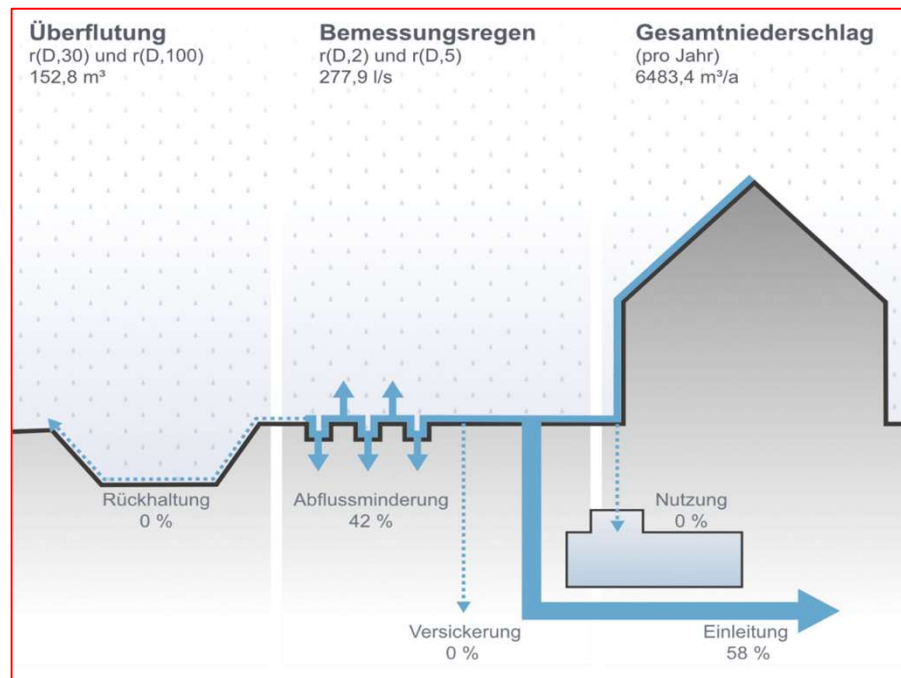 Überflutung
r(D,30) und r(D,100)
152,8 m³
Bemessungsregen
r(D,2) und r(D,5)
277,9 l/s
Gesamtniederschlag
(pro Jahr)
6483,4 m³/a
Rückhaltung
0 %
Abflussminderung
42 %
Nutzung
0 %
Versickerung
0 %
Einleitung
58 %